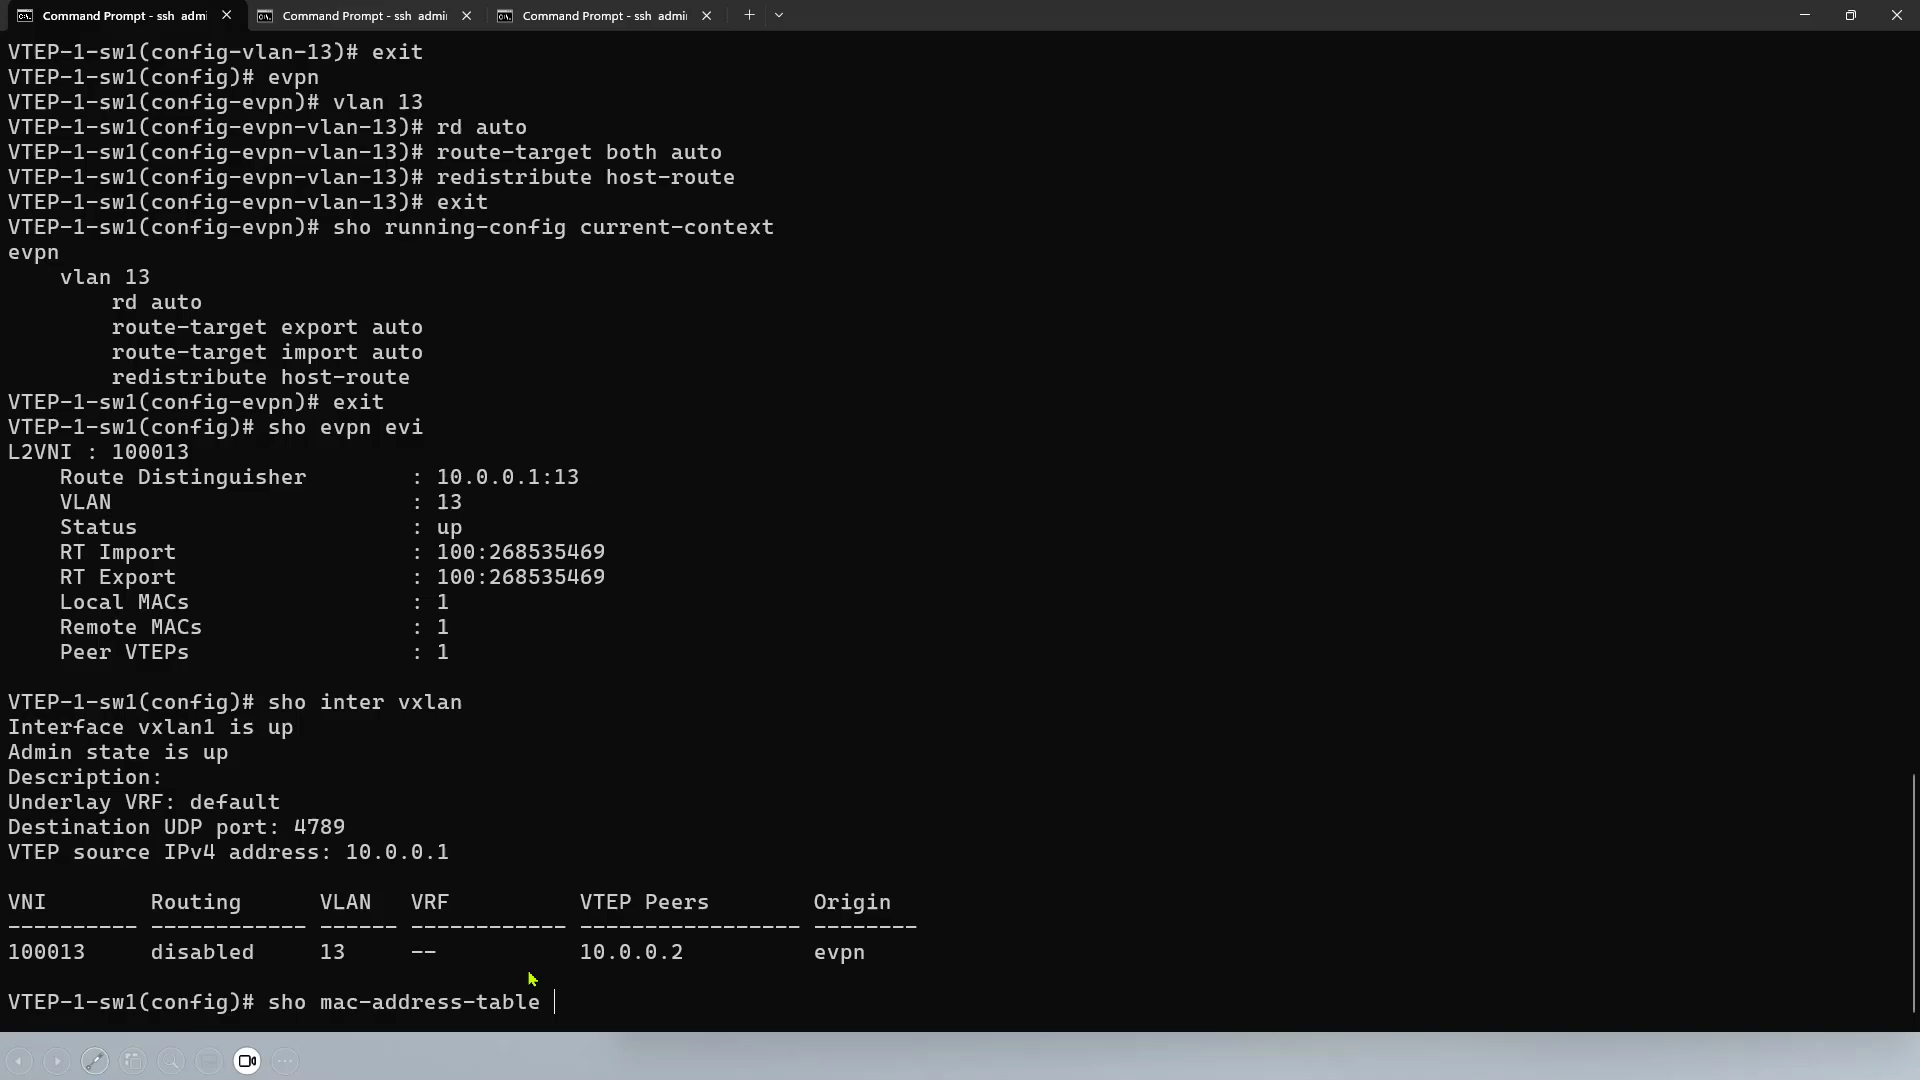 Command Prompt - ssh admi
Command Prompt - ssh admi
Command Prompt - ssh admi
VTEP-1-sw1(config-vlan-13)# exit
VTEP-1-sw1(config)# evpn
VTEP-1-sw1(config-evpn)# vlan 13
VTEP-1-sw1(config-evpn-vlan-13)# rd auto
VTEP-1-sw1(config-evpn-vlan-13)# route-target both auto
VTEP-1-sw1(config-evpn-vlan-13)# redistribute host-route
VTEP-1-sw1(config-evpn-vlan-13)# exit
VTEP-1-sw1(config-evpn)# sho running-config current-context
evpn
    vlan 13
        rd auto
        route-target export auto
        route-target import auto
        redistribute host-route
VTEP-1-sw1(config-evpn)# exit
VTEP-1-sw1(config)# sho evpn evi
L2VNI : 100013
    Route Distinguisher        : 10.0.0.1:13
    VLAN                       : 13
    Status                     : up
    RT Import                  : 100:268535469
    RT Export                  : 100:268535469
    Local MACs                 : 1
    Remote MACs                : 1
    Peer VTEPs                 : 1
VTEP-1-sw1(config)# sho inter vxlan
Interface vxlan1 is up
Admin state is up
Description:
Underlay VRF: default
Destination UDP port: 4789
VTEP source IPv4 address: 10.0.0.1
VNI        Routing      VLAN   VRF          VTEP Peers        Origin
---------- ------------ ------ ------------ ----------------- --------
100013     disabled     13     --           10.0.0.2          evpn
VTEP-1-sw1(config)# sho mac-address-table